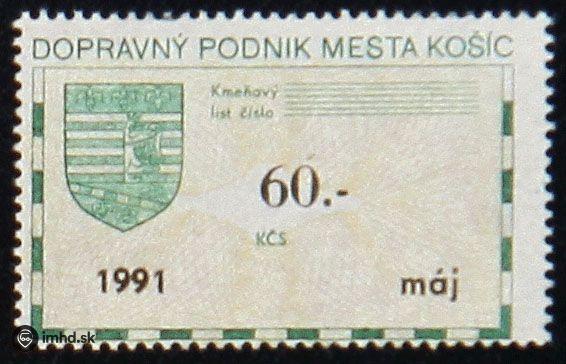 DOPRAVNÝ PODNIK MESTA KOŠÍC
Kmeňový
list číslo
60.-
KČS
1991 máj
imhd.sk